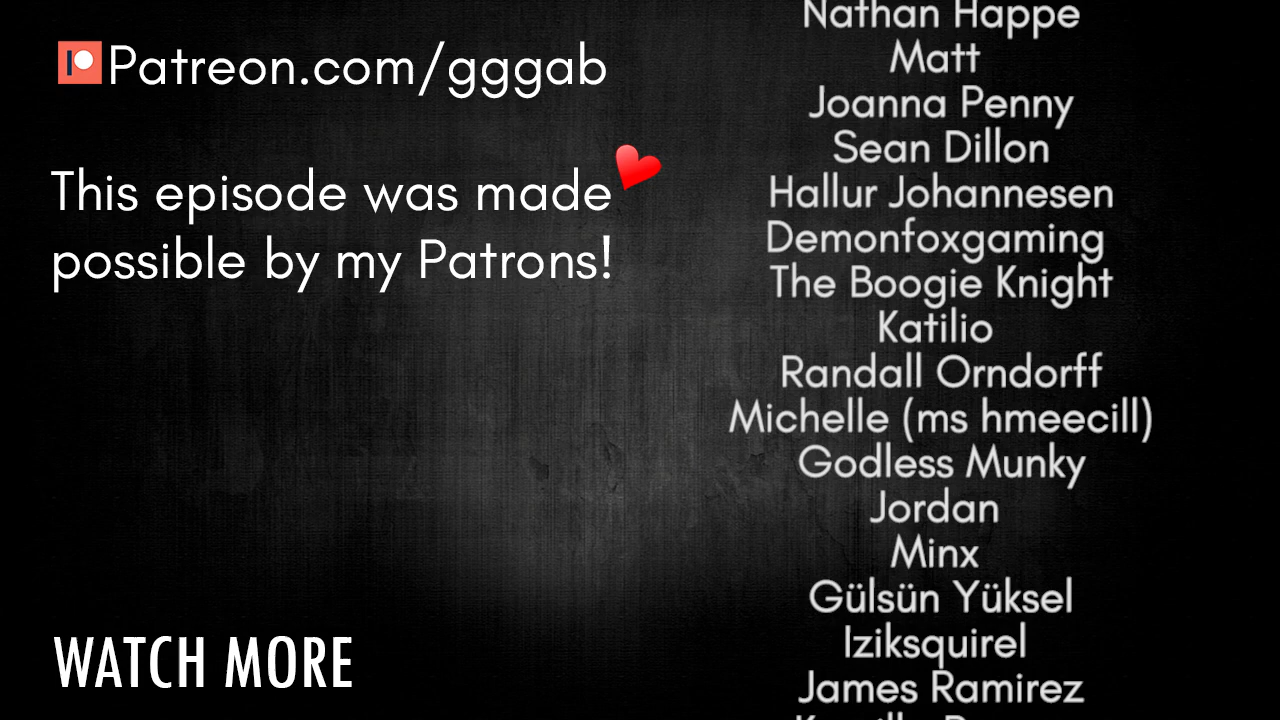 Patreon.com/gggab
This episode was made
possible by my Patrons!
WATCH MORE
Nathan Happe
Matt
Joanna Penny
Sean Dillon
Hallur Johannesen
Demonfoxgaming
The Boogie Knight
Katilio
Randall Orndorff
Michelle (ms hmeecill)
Godless Munky
Jordan
Minx
Gülsün Yüksel
Iziksquirel
James Ramirez